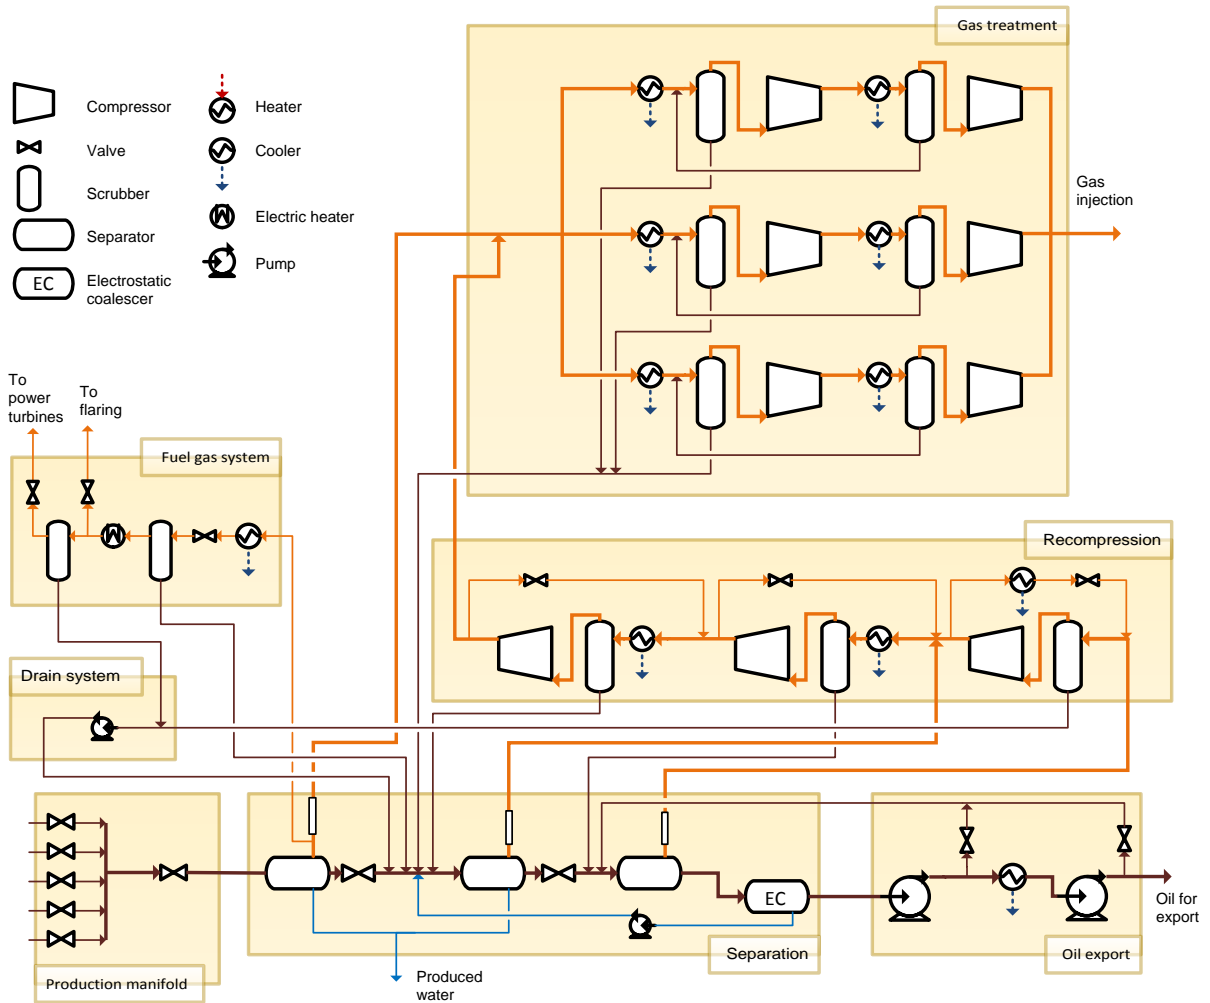 Gas treatment
Compressor
Heater
Valve
Cooler
Scrubber
Electric heater
Separator
Pump
EC
Electrostatic
coalescer
Gas
injection
To
power
turbines
To
flaring
Fuel gas system
Recompression
Drain system
EC
Oil for
export
Separation
Oil export
Production manifold
Produced
water